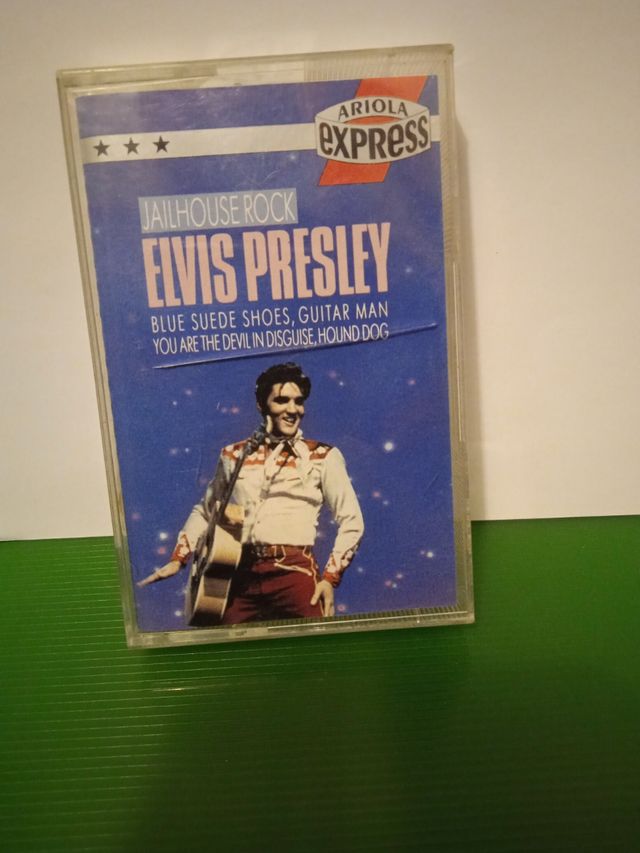 ARIOLA
EXPRESS
JAILHOUSE ROCK
ELVIS PRESLEY
BLUE SUEDE SHOES, GUITAR MAN
YOU ARE THE DEVIL IN DISGUISE, HOUND DOG